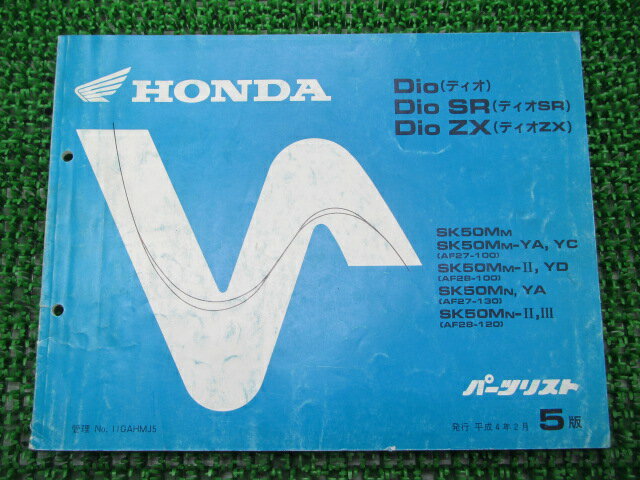 HONDA
Dio(ディオ)
Dio SR(ディオSR)
Dio ZX(ディオZX)
SK50MM
SK50MM-YA, YC
(AF27-100)
SK50MM-II, YD
(AF28-100)
SK50MN, YA
(AF27-130)
SK50MN-II,III
(AF28-120)
パーツリスト
管理 No. 11GAHMJ5
発行 平成4年2月 5版